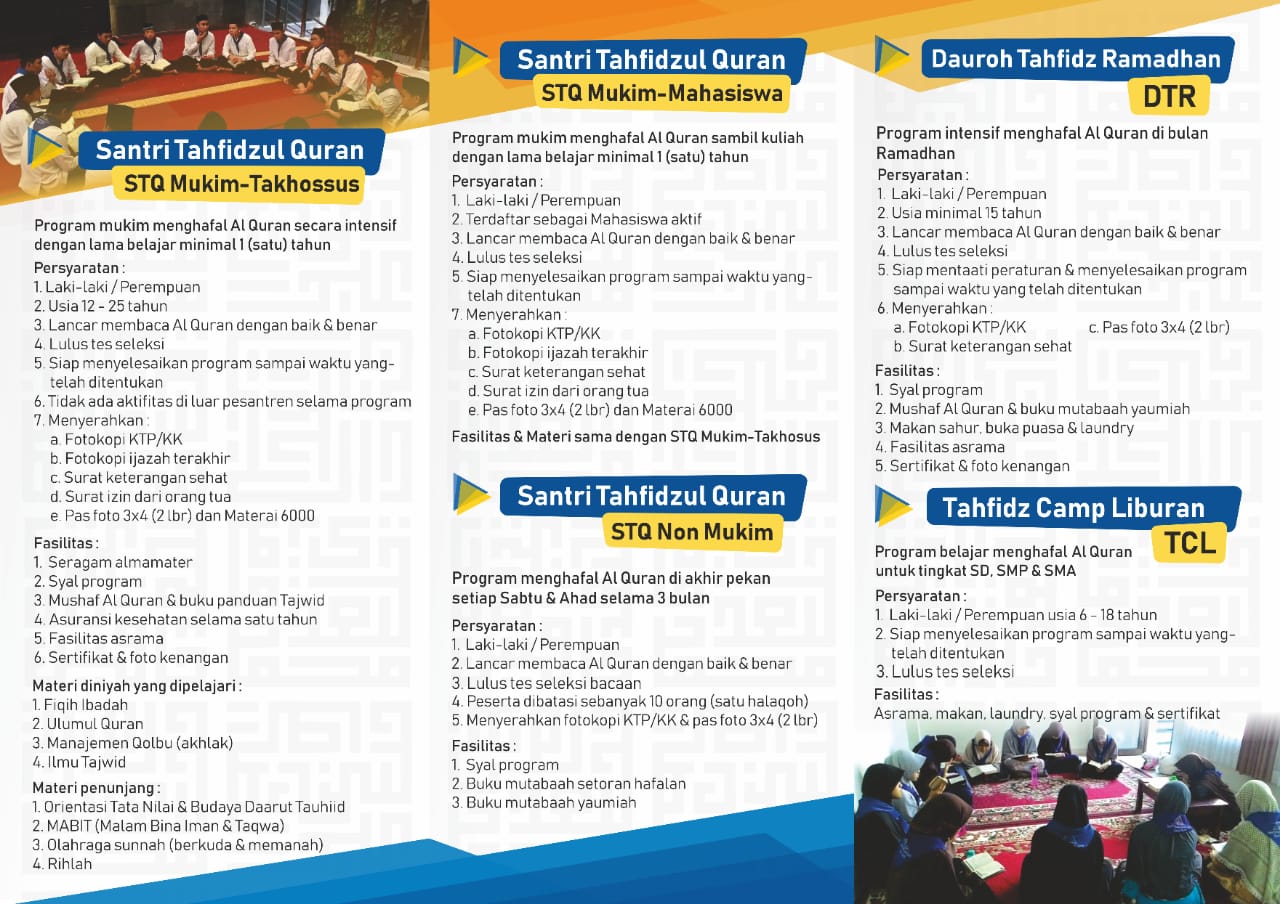 Santri Tahfidzul Quran
STQ Mukim-Takhossus
Program mukim menghafal Al Quran secara intensif
dengan lama belajar minimal 1 (satu) tahun
Persyaratan :
1. Laki-laki / Perempuan
2. Usia 12 - 25 tahun
3. Lancar membaca Al Quran dengan baik & benar
4. Lulus tes seleksi
5. Siap menyelesaikan program sampai waktu yang-
telah ditentukan
6. Tidak ada aktifitas di luar pesantren selama program
7. Menyerahkan :
a. Fotokopi KTP/KK
b. Fotokopi ijazah terakhir
c. Surat keterangan sehat
d. Surat izin dari orang tua
e. Pas foto 3x4 (2 lbr) dan Materai 6000
Fasilitas :
1. Seragam almamater
2. Syal program
3. Mushaf Al Quran & buku panduan Tajwid
4. Asuransi kesehatan selama satu tahun
5. Fasilitas asrama
6. Sertifikat & foto kenangan
Materi diniyah yang dipelajari :
1. Fiqih Ibadah
2. Ulumul Quran
3. Manajemen Qolbu (akhlak)
4. Ilmu Tajwid
Materi penunjang :
1. Orientasi Tata Nilai & Budaya Daarut Tauhiid
2. MABIT (Malam Bina Iman & Taqwa)
3. Olahraga sunnah (berkuda & memanah)
4. Rihlah
Santri Tahfidzul Quran
STQ Mukim-Mahasiswa
Program mukim menghafal Al Quran sambil kuliah
dengan lama belajar minimal 1 (satu) tahun
Persyaratan :
1. Laki-laki / Perempuan
2. Terdaftar sebagai Mahasiswa aktif
3. Lancar membaca Al Quran dengan baik & benar
4. Lulus tes seleksi
5. Siap menyelesaikan program sampai waktu yang-
telah ditentukan
7. Menyerahkan :
a. Fotokopi KTP/KK
b. Fotokopi ijazah terakhir
c. Surat keterangan sehat
d. Surat izin dari orang tua
e. Pas foto 3x4 (2 lbr) dan Materai 6000
Fasilitas & Materi sama dengan STQ Mukim-Takhosus
Santri Tahfidzul Quran
STQ Non Mukim
Program menghafal Al Quran di akhir pekan
setiap Sabtu & Ahad selama 3 bulan
Persyaratan :
1. Laki-laki / Perempuan
2. Lancar membaca Al Quran dengan baik & benar
3. Lulus tes seleksi bacaan
4. Peserta dibatasi sebanyak 10 orang (satu halaqoh)
5. Menyerahkan fotokopi KTP/KK & pas foto 3x4 (2 lbr)
Fasilitas :
1. Syal program
2. Buku mutabaah setoran hafalan
3. Buku mutabaah yaumiah
Dauroh Tahfidz Ramadhan
DTR
Program intensif menghafal Al Quran di bulan
Ramadhan
Persyaratan :
1. Laki-laki / Perempuan
2. Usia minimal 15 tahun
3. Lancar membaca Al Quran dengan baik & benar
4. Lulus tes seleksi
5. Siap mentaati peraturan & menyelesaikan program
sampai waktu yang telah ditentukan
6. Menyerahkan :
a. Fotokopi KTP/KK c. Pas foto 3x4 (2 lbr)
b. Surat keterangan sehat
Fasilitas :
1. Syal program
2. Mushaf Al Quran & buku mutabaah yaumiah
3. Makan sahur, buka puasa & laundry
4. Fasilitas asrama
5. Sertifikat & foto kenangan
Tahfidz Camp Liburan
TCL
Program belajar menghafal Al Quran
untuk tingkat SD, SMP & SMA
Persyaratan :
1. Laki-laki / Perempuan usia 6 - 18 tahun
2. Siap menyelesaikan program sampai waktu yang-
telah ditentukan
3. Lulus tes seleksi
Fasilitas :
Asrama, makan, laundry, syal program & sertifikat